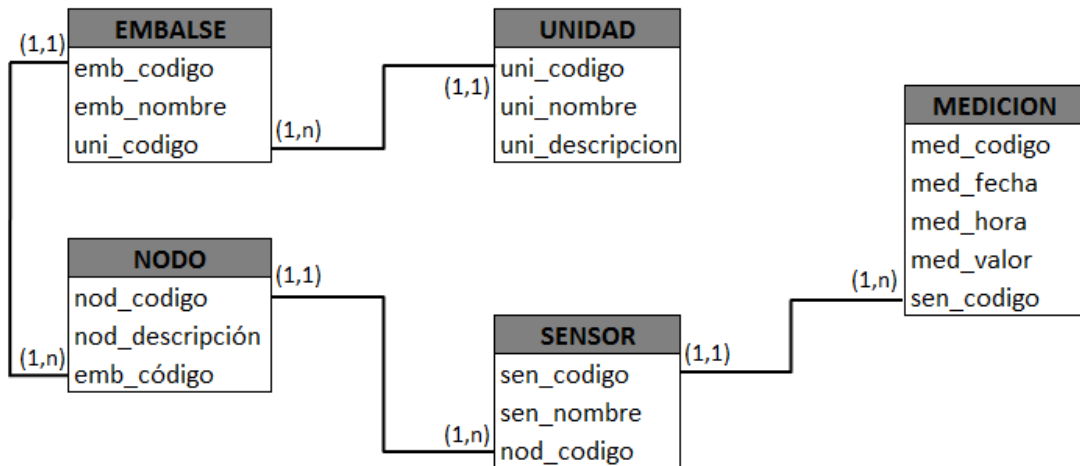 EMBALSE
emb_codigo
emb_nombre
uni_codigo
(1,1)
(1,n)
UNIDAD
uni_codigo
uni_nombre
uni_descripcion
(1,1)
MEDICION
med_codigo
med_fecha
med_hora
med_valor
sen_codigo
(1,n)
NODO
nod_codigo
nod_descripción
emb_código
(1,1)
(1,n)
SENSOR
sen_codigo
sen_nombre
nod_codigo
(1,1)
(1,n)